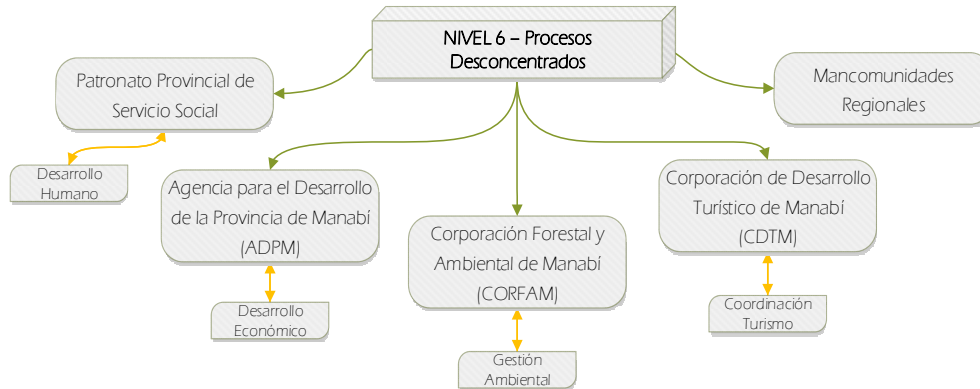 NIVEL 6 – Procesos
Desconcentrados
Patronato Provincial de
Servicio Social
Mancomunidades
Regionales
Desarrollo
Humano
Agencia para el Desarrollo
de la Provincia de Manabí
(ADPM)
Corporación Forestal y
Ambiental de Manabí
(CORFAM)
Corporación de Desarrollo
Turístico de Manabí
(CDTM)
Desarrollo
Económico
Gestión
Ambiental
Coordinación
Turismo